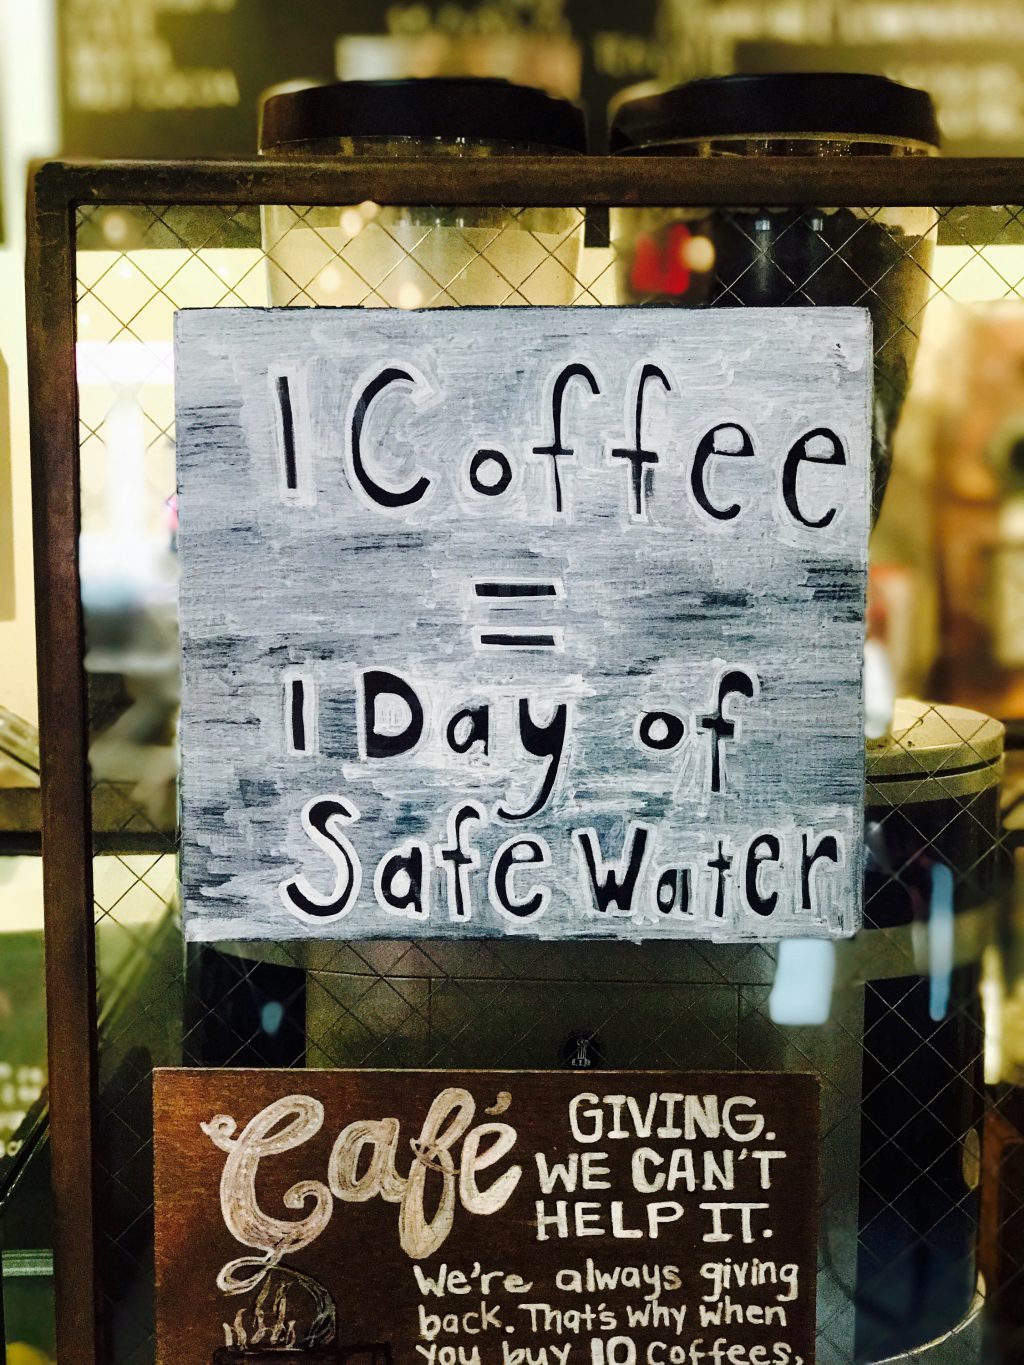 1 Coffee
=
1 Day of
Safe Water
Café
GIVING.
WE CAN'T
HELP IT.
We're always giving
back. That's why when
you buy 10 coffees,